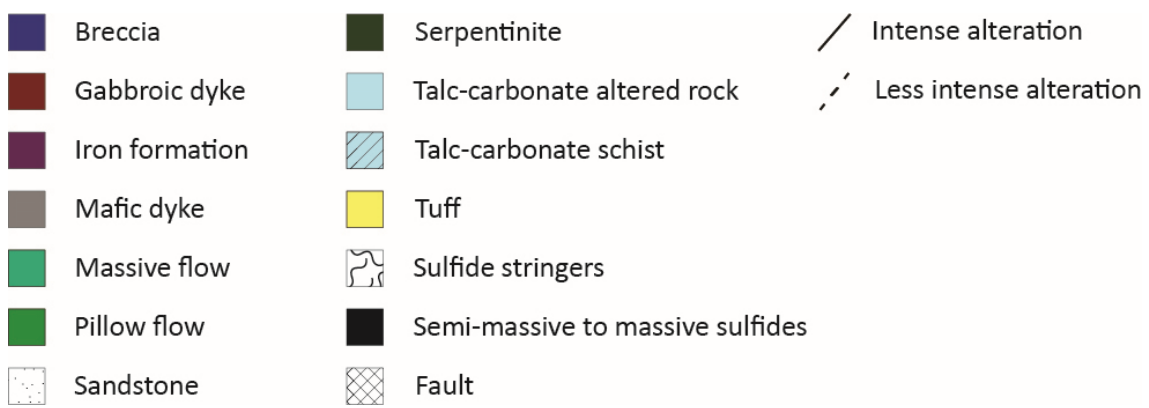 Breccia
Gabbroic dyke
Iron formation
Mafic dyke
Massive flow
Pillow flow
Sandstone
Serpentinite
Talc-carbonate altered rock
Talc-carbonate schist
Tuff
Sulfide stringers
Semi-massive to massive sulfides
Fault
Intense alteration
Less intense alteration